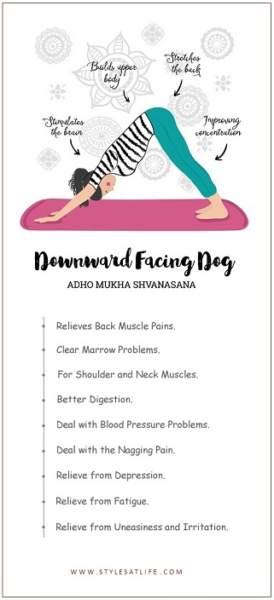 Stretches
the back
Builds upper
body
Stimulates
the brain
Improving
concentration
Downward Facing Dog
ADHO MUKHA SHVANASANA
Relieves Back Muscle Pains.
Clear Marrow Problems.
For Shoulder and Neck Muscles.
Better Digestion.
Deal with Blood Pressure Problems.
Deal with the Nagging Pain.
Relieve from Depression.
Relieve from Fatigue.
Relieve from Uneasiness and Irritation.
WWW.STYLESATLIFE.COM